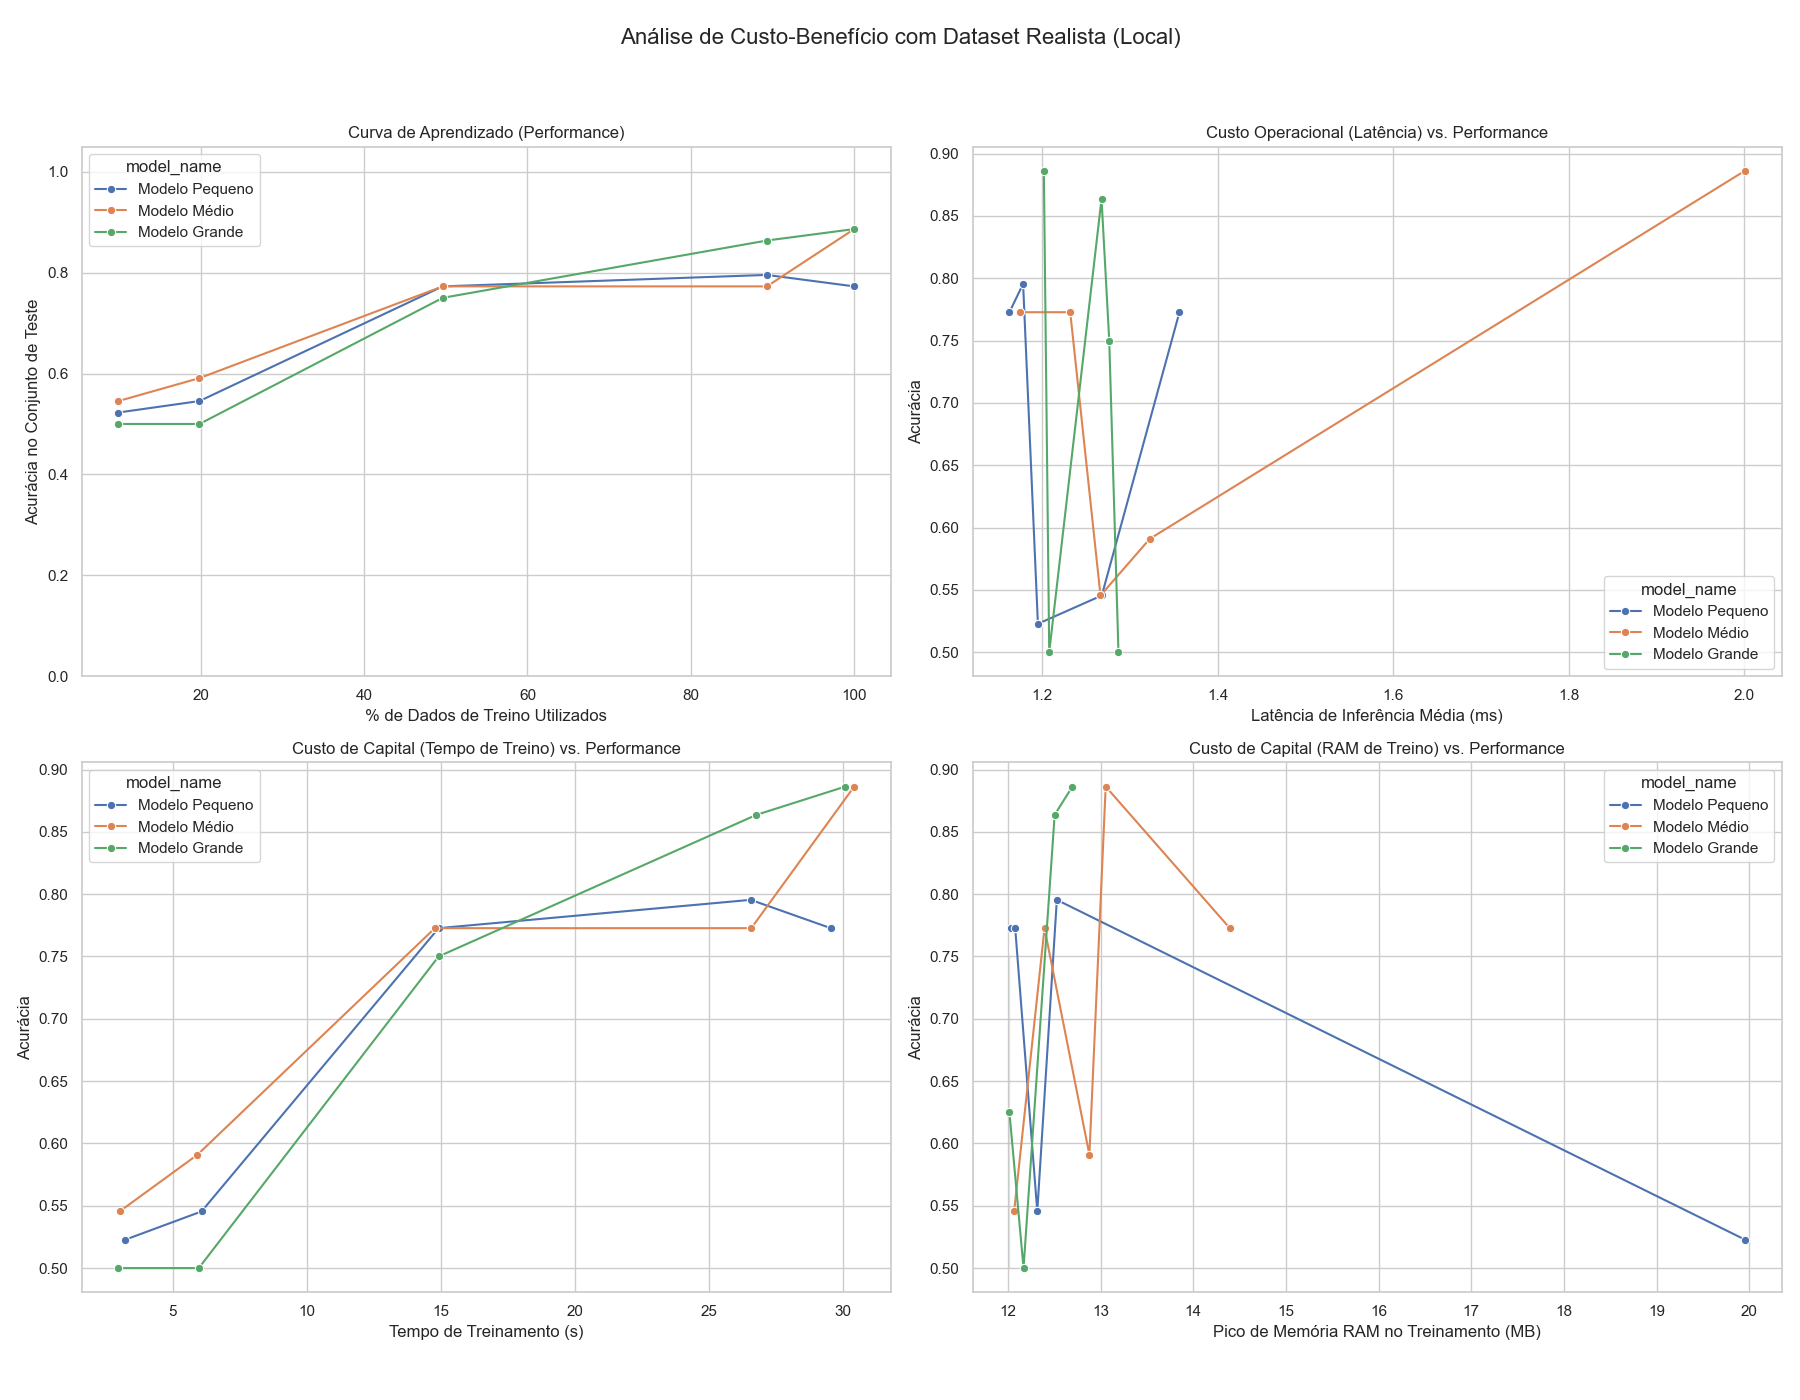 Análise de Custo-Benefício com Dataset Realista (Local)
Curva de Aprendizado (Performance)
model_name
Modelo Pequeno
Modelo Médio
Modelo Grande
1.0
0.8
0.6
0.4
0.2
0.0
Acurácia no Conjunto de Teste
20
40
60
80
100
% de Dados de Treino Utilizados
Custo Operacional (Latência) vs. Performance
0.90
0.85
0.80
0.75
0.70
0.65
0.60
0.55
0.50
Acurácia
model_name
Modelo Pequeno
Modelo Médio
Modelo Grande
1.2
1.4
1.6
1.8
2.0
Latência de Inferência Média (ms)
Custo de Capital (Tempo de Treino) vs. Performance
model_name
Modelo Pequeno
Modelo Médio
Modelo Grande
0.90
0.85
0.80
0.75
0.70
0.65
0.60
0.55
0.50
Acurácia
5
10
15
20
25
30
Tempo de Treinamento (s)
Custo de Capital (RAM de Treino) vs. Performance
model_name
Modelo Pequeno
Modelo Médio
Modelo Grande
0.90
0.85
0.80
0.75
0.70
0.65
0.60
0.55
0.50
Acurácia
12
13
14
15
16
17
18
19
20
Pico de Memória RAM no Treinamento (MB)